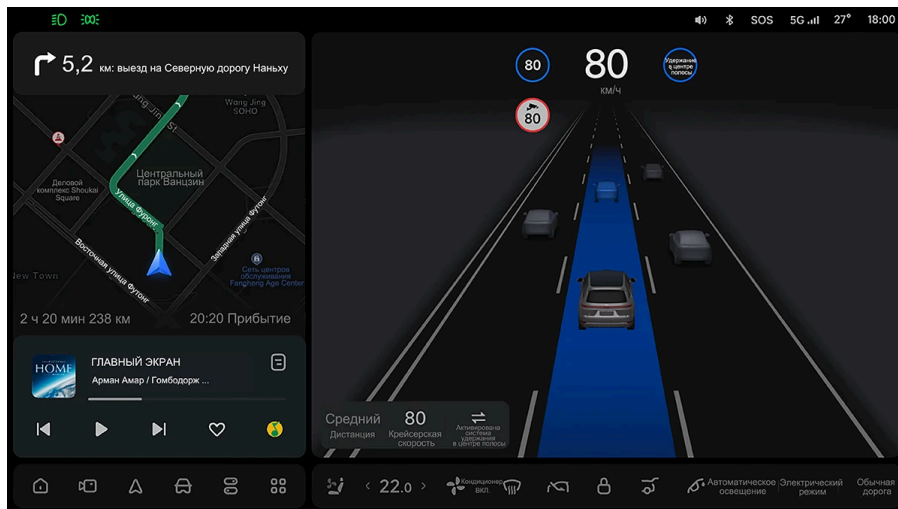 SOS 5G 27° 18:00
5,2 км: выезд на Северную дорогу Наньху
80
80
км/ч
Удержание
в центре
полосы
80
Wang Jing
SOHO
Jing St.
Центральный
парк Ванцзин
Деловой
комплекс Shoukai
Square
Улица Фуронг
Западная улица Футонг
Восточная улица Футонг
New Town
Сеть центров
обслуживания
Fanghong Age Center
2 ч 20 мин 238 км
20:20 Прибытие
HOME
ГЛАВНЫЙ ЭКРАН
Арман Амар / Гомбодорж ...
Средний
Дистанция
80
Крейсерская
скорость
Активирована
система
удержания
в центре полосы
22.0
Кондиционер
вкл.
Автоматическое
освещение
Электрический
режим
Обычная
дорога